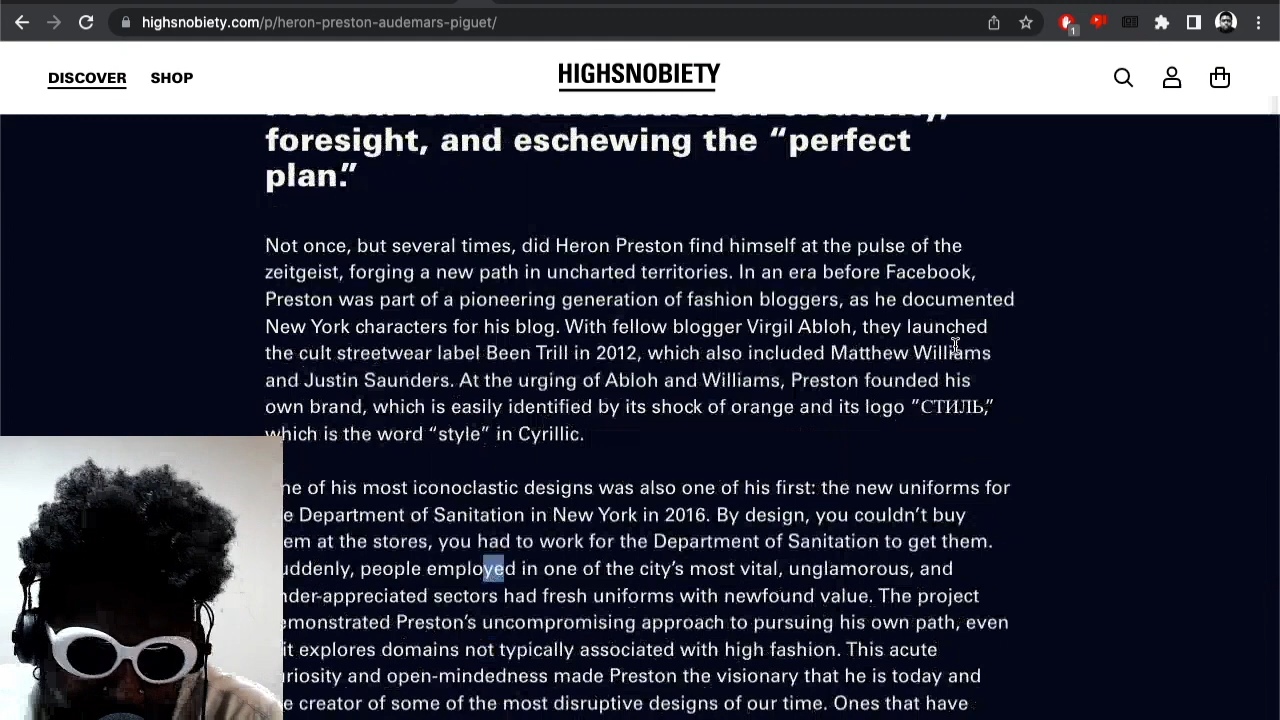 highsnobiety.com/p/heron-preston-audemars-piguet/
1
DISCOVER SHOP
HIGHSNOBIETY
foresight, and eschewing the “perfect
plan.”
Not once, but several times, did Heron Preston find himself at the pulse of the
zeitgeist, forging a new path in uncharted territories. In an era before Facebook,
Preston was part of a pioneering generation of fashion bloggers, as he documented
New York characters for his blog. With fellow blogger Virgil Abloh, they launched
the cult streetwear label Been Trill in 2012, which also included Matthew Williams
and Justin Saunders. At the urging of Abloh and Williams, Preston founded his
own brand, which is easily identified by its shock of orange and its logo ”СТИЛЬ,”
which is the word “style” in Cyrillic.
of his most iconoclastic designs was also one of his first: the new uniforms for
Department of Sanitation in New York in 2016. By design, you couldn’t buy
at the stores, you had to work for the Department of Sanitation to get them.
people employed in one of the city’s most vital, unglamorous, and
sectors had fresh uniforms with newfound value. The project
Preston’s uncompromising approach to pursuing his own path, even
it explores domains not typically associated with high fashion. This acute
and open-mindedness made Preston the visionary that he is today and
creator of some of the most disruptive designs of our time. Ones that have